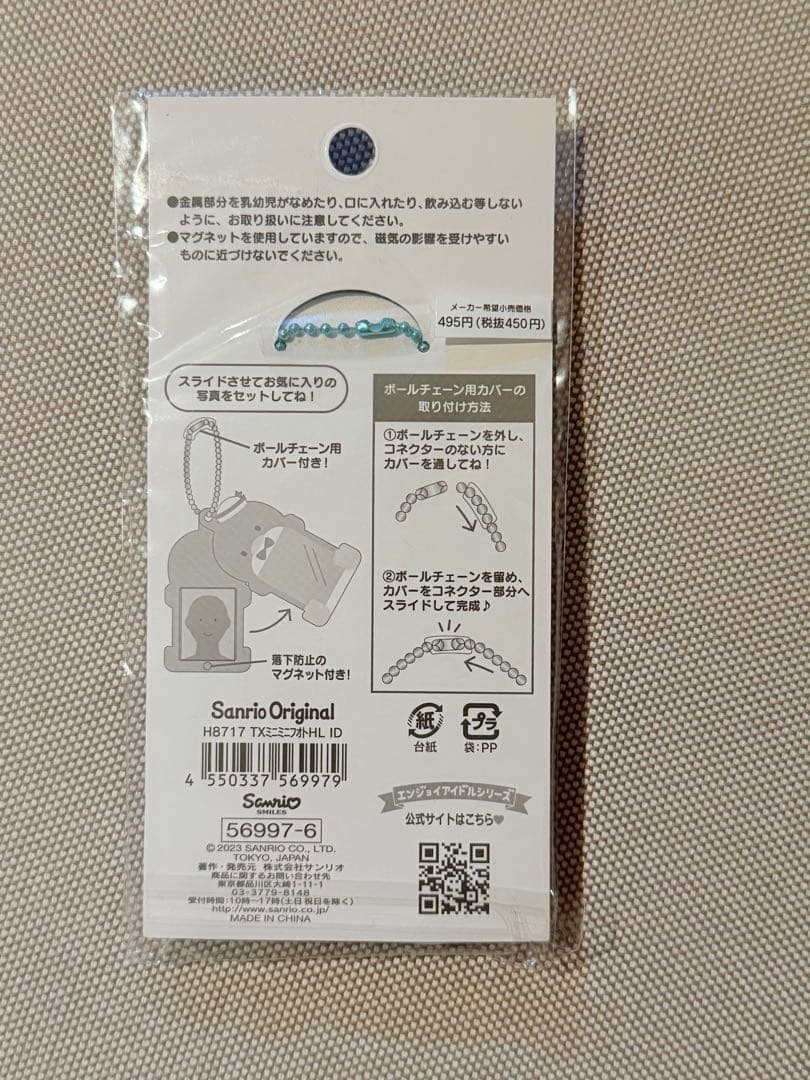 ●金属部分を乳幼児がなめたり、口に入れたり、飲み込む等しない
ように、お取り扱いに注意してください。
●マグネットを使用していますので、磁気の影響を受けやすい
ものに近づけないでください。
メーカー希望小売価格
495円(税抜450円)
スライドさせてお気に入りの
写真をセットしてね!
ボールチェーン用
カバー付き!
落下防止の
マグネット付き!
ボールチェーン用カバーの
取り付け方法
①ボールチェーンを外し、
コネクターのない方に
カバーを通してね!
②ボールチェーンを留め、
カバーをコネクター部分へ
スライドして完成♪
Sanrio Original
H8717 TXミニミニフォトHL ID
4 550337 569979
Sanrio
SMILES
56997-6
© 2023 SANRIO CO., LTD.
TOKYO, JAPAN
著作・発売元 株式会社サンリオ
商品に関するお問い合わせ先
東京都品川区大崎1-11-1
03-3779-8148
受付時間:10時~17時(土日祝日を除く)
http://www.sanrio.co.jp/
MADE IN CHINA
紙
台紙
プラ
袋:PP
エンジョイアイドルシリーズ
公式サイトはこちら♥